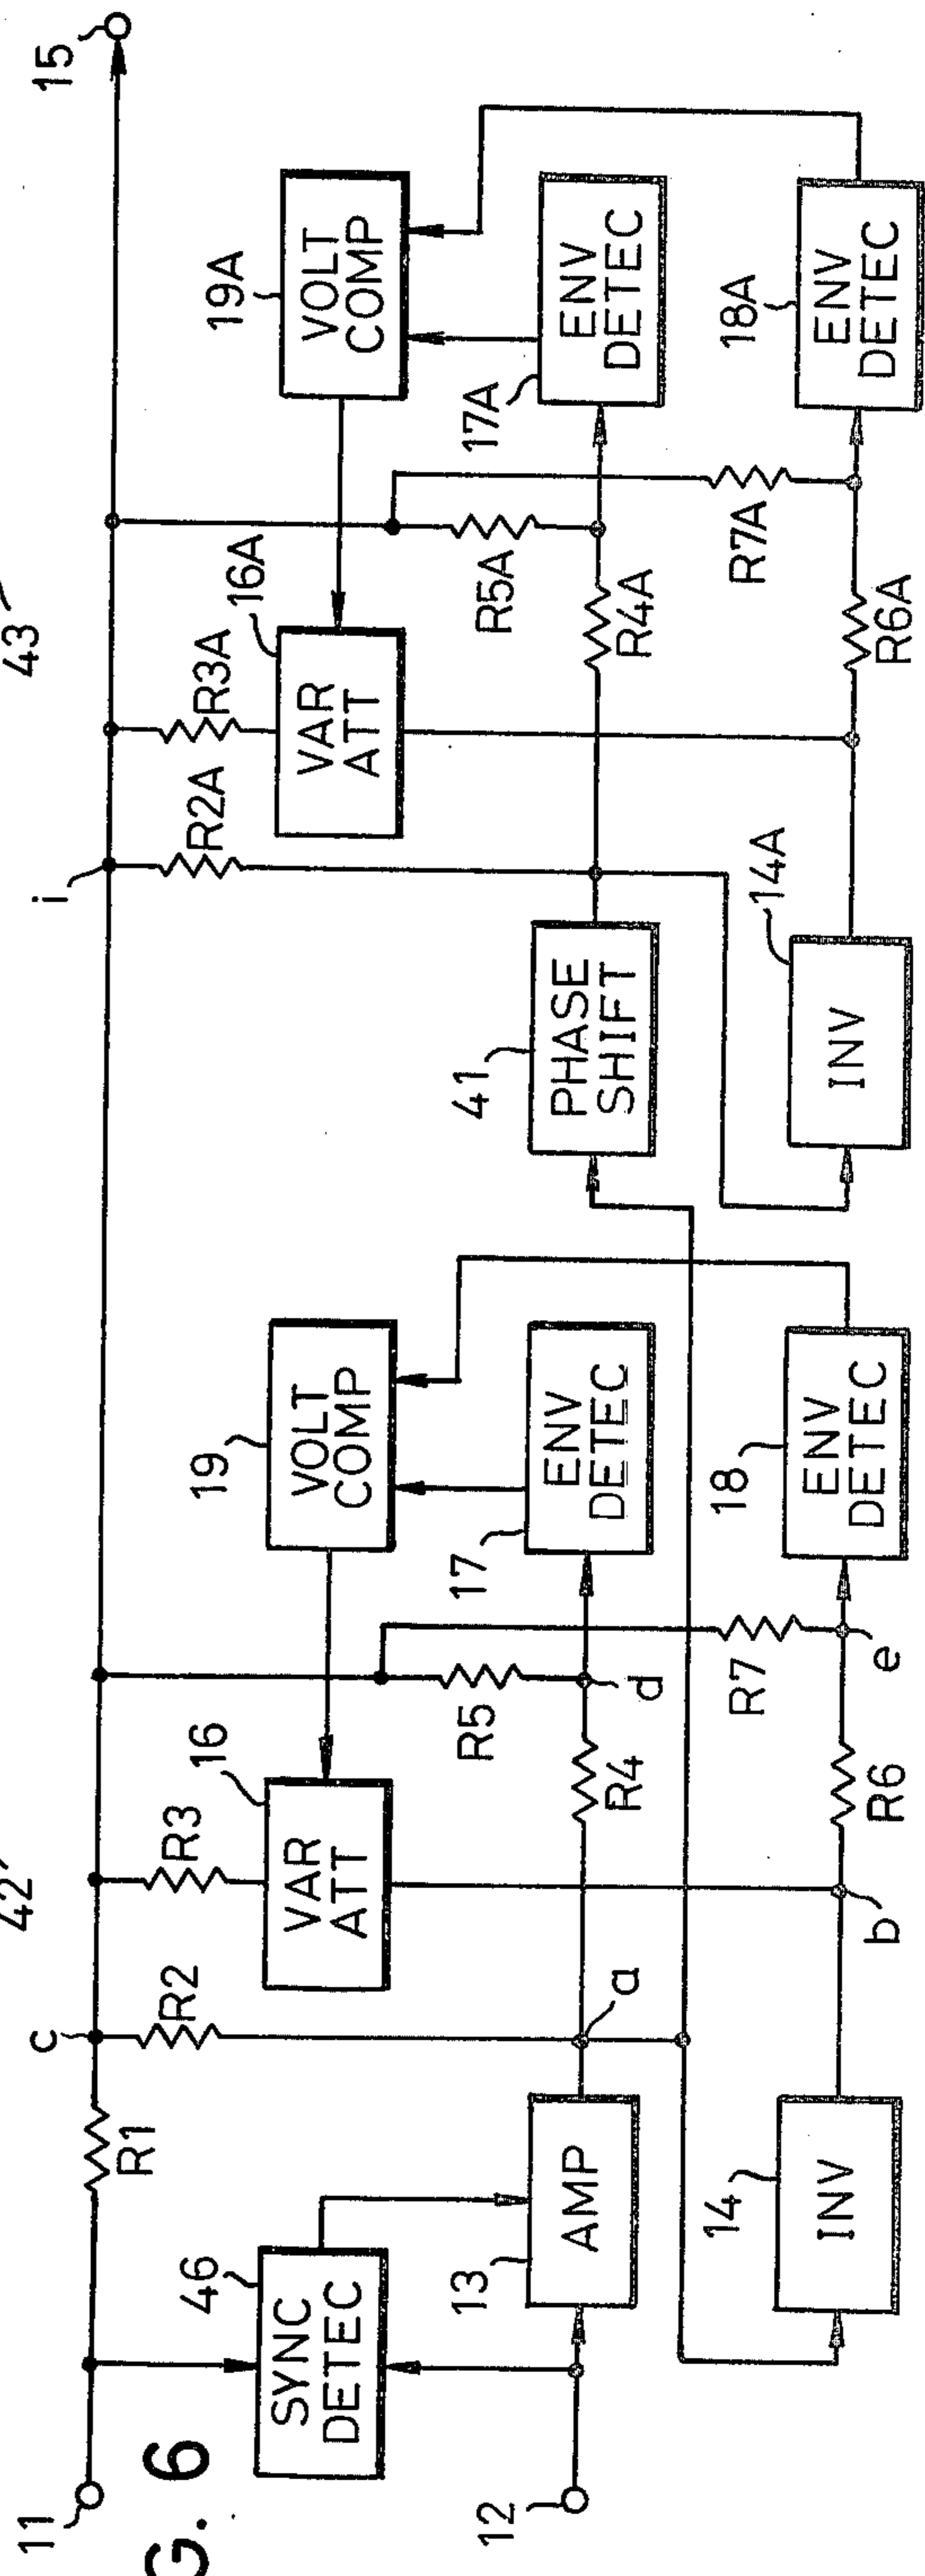 G. 6
42
43
11
R1
c
i
15
R2
R3
R2A
R3A
46
SYNC
DETEC
16
VAR
ATT
19
VOLT
COMP
16A
VAR
ATT
19A
VOLT
COMP
R5
R5A
12
13
AMP
a
R4
d
17
ENV
DETEC
41
PHASE
SHIFT
R4A
17A
ENV
DETEC
R7
R7A
14
INV
b
R6
e
18
ENV
DETEC
14A
INV
R6A
18A
ENV
DETEC